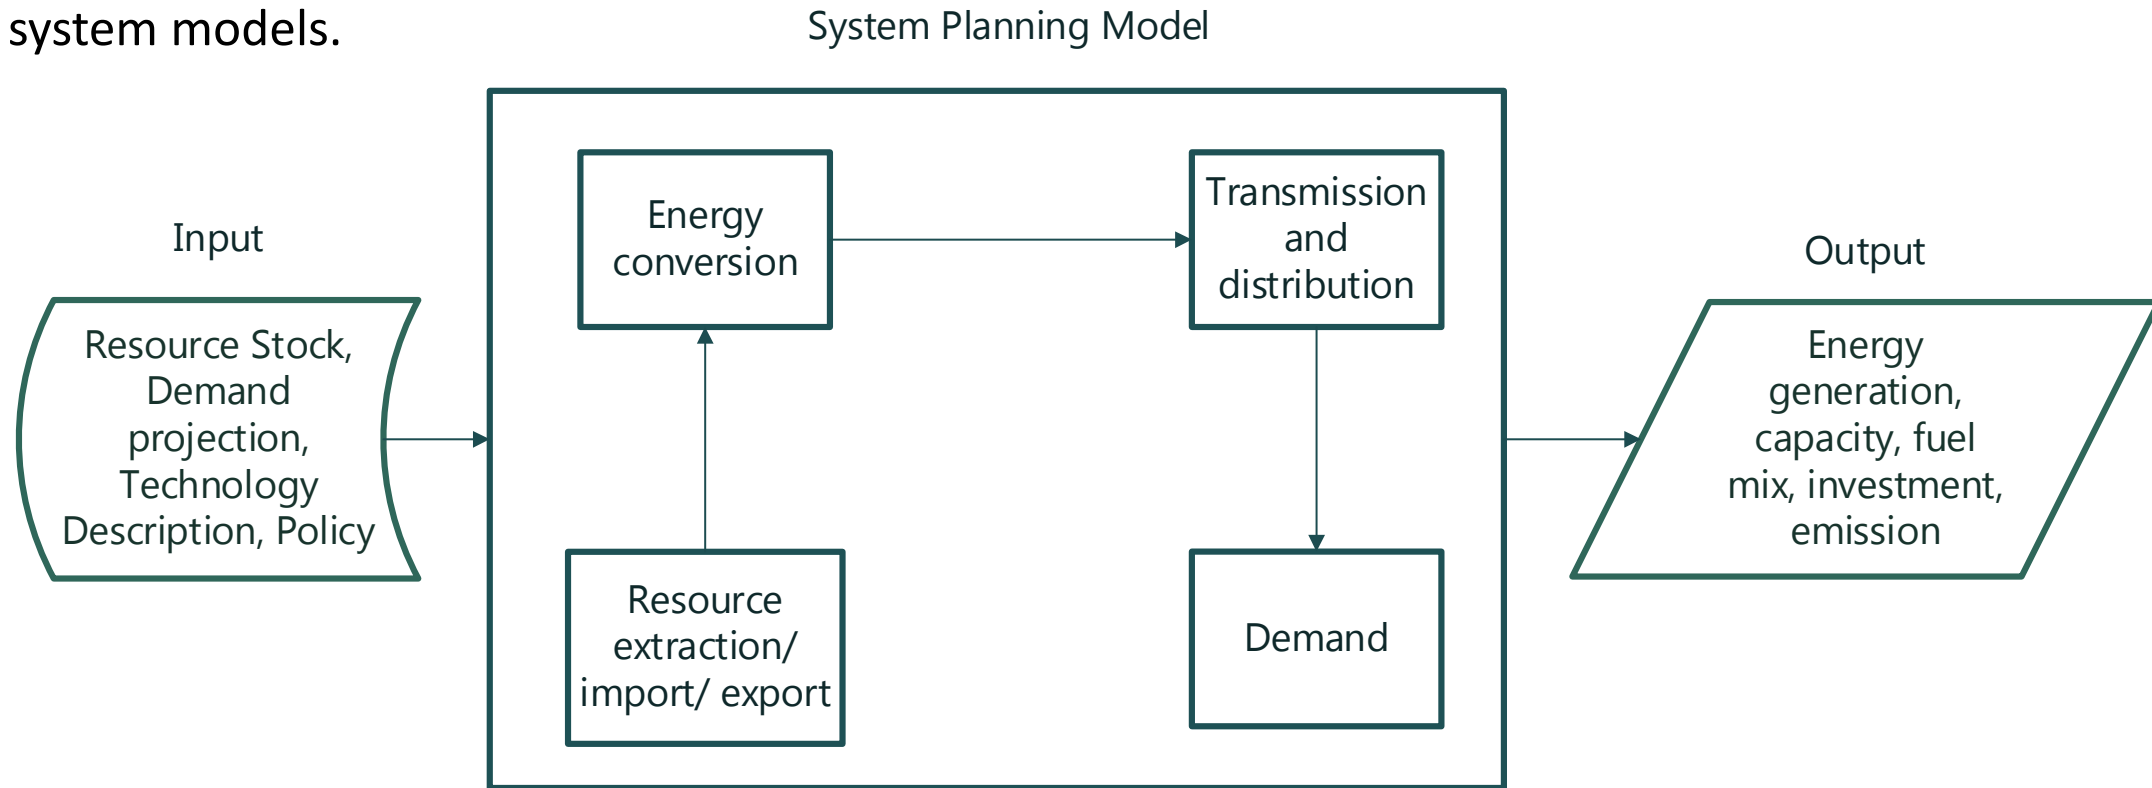 system models.
System Planning Model
Input
Resource Stock,
Demand
projection,
Technology
Description, Policy
Energy
conversion
Transmission
and
distribution
Resource
extraction/
import/ export
Demand
Output
Energy
generation,
capacity, fuel
mix, investment,
emission